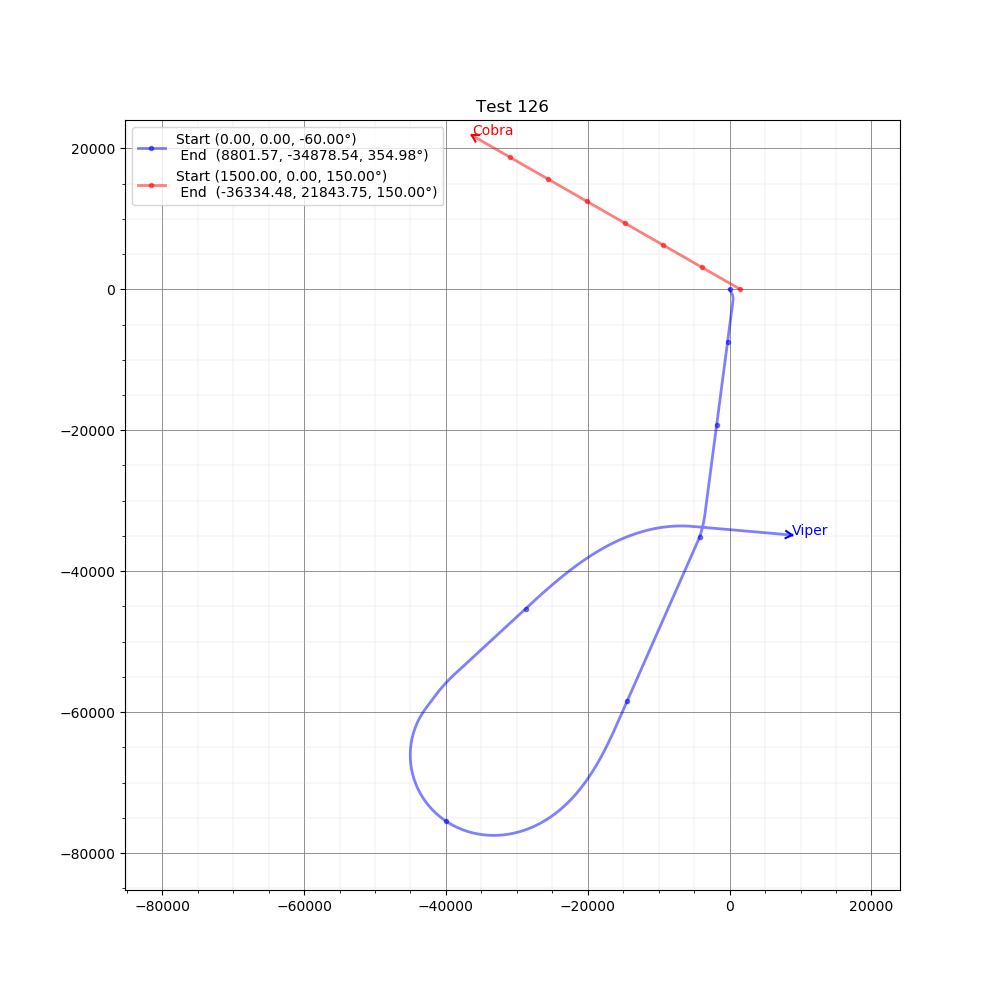 Test 126
Start (0.00, 0.00, -60.00°)
End  (8801.57, -34878.54, 354.98°)
Start (1500.00, 0.00, 150.00°)
End  (-36334.48, 21843.75, 150.00°)
Cobra
Viper
20000
0
−20000
−40000
−60000
−80000
−80000
−60000
−40000
−20000
0
20000